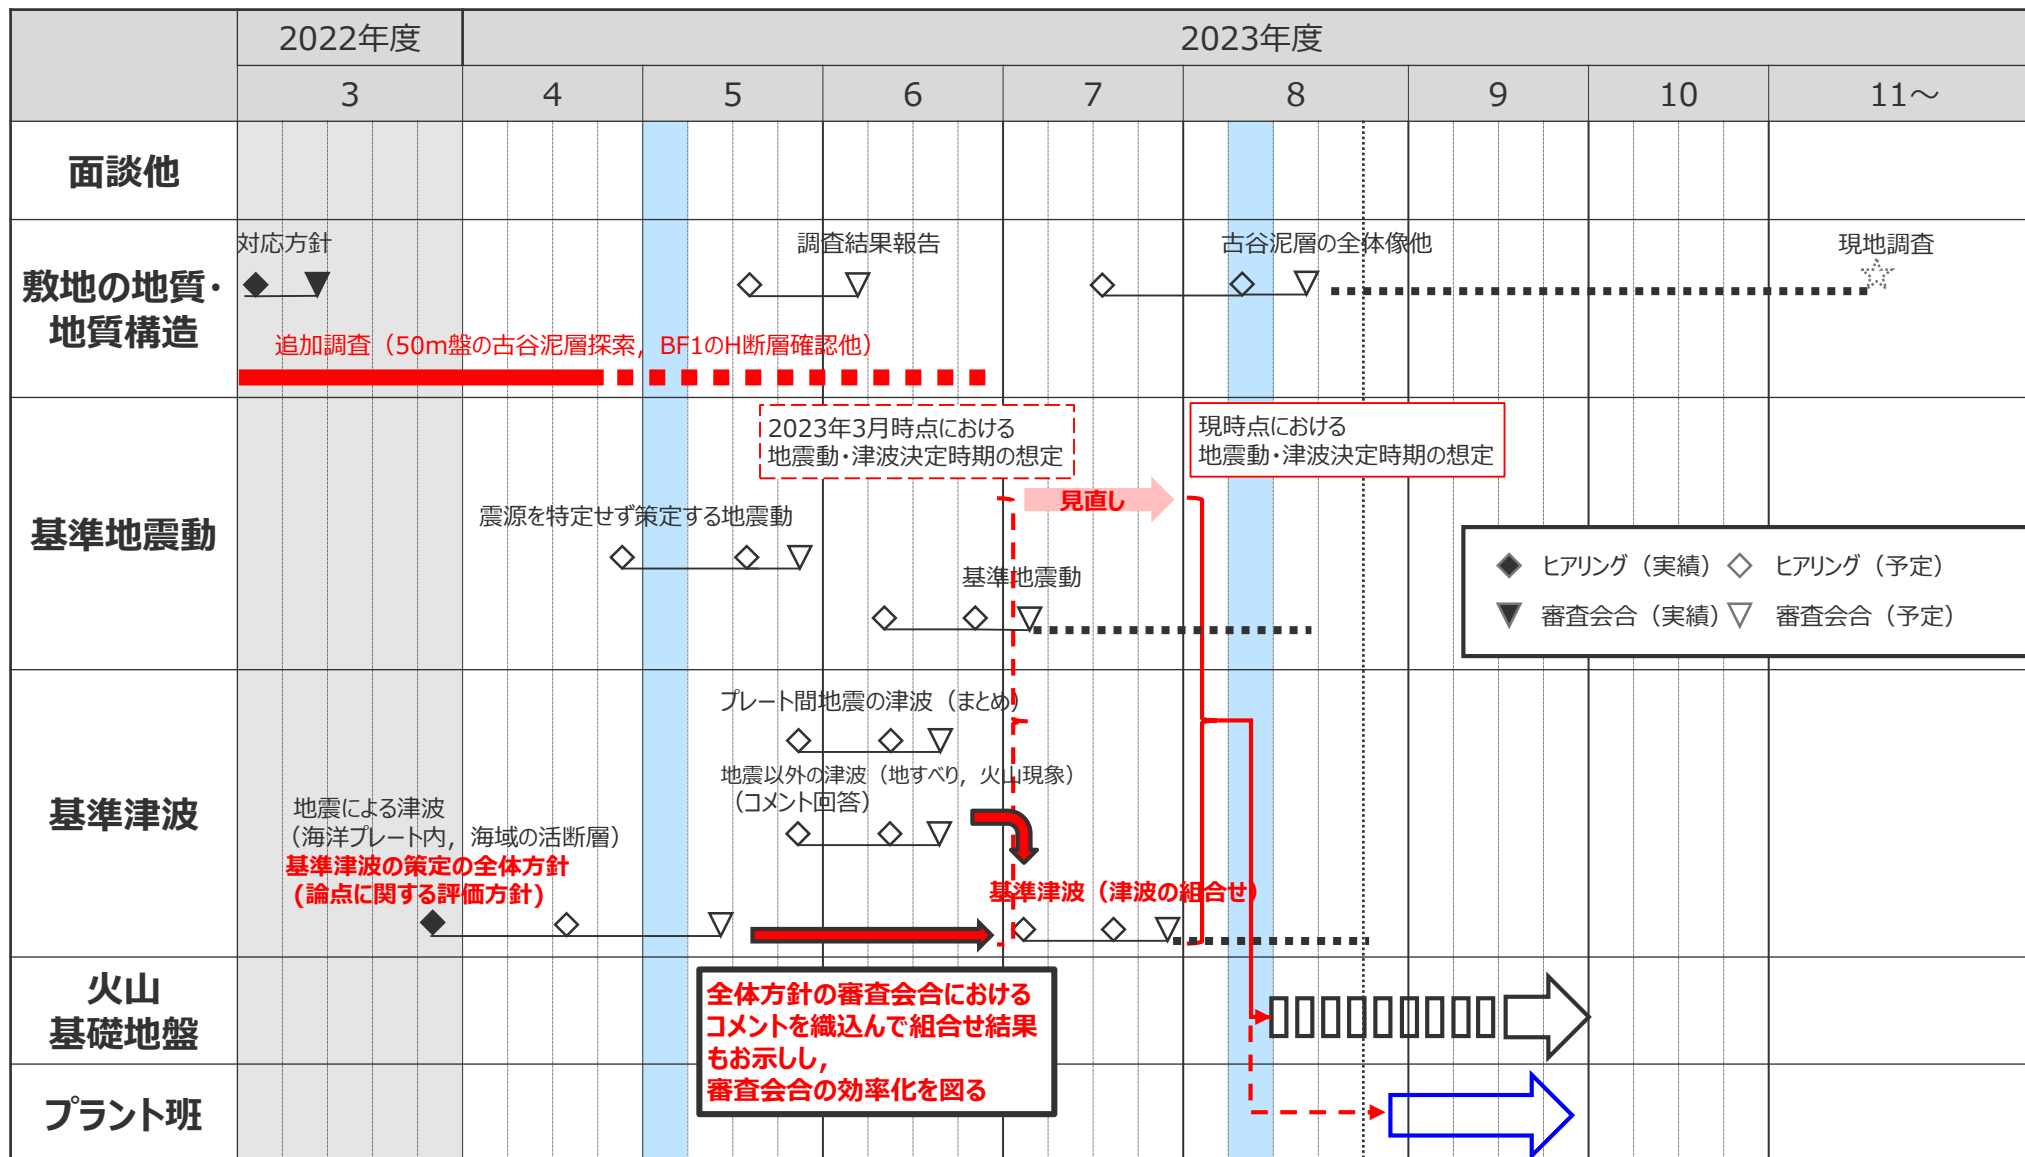 2022年度
2023年度
3
4
5
6
7
8
9
10
11～
面談他
敷地の地質・
地質構造
対応方針
調査結果報告
古谷泥層の全体像他
現地調査
追加調査（50m盤の古谷泥層探索，BF1のH断層確認他）
基準地震動
2023年3月時点における
地震動・津波決定時期の想定
現時点における
地震動・津波決定時期の想定
見直し
震源を特定せず策定する地震動
基準地震動
ヒアリング（実績）
ヒアリング（予定）
審査会合（実績）
審査会合（予定）
基準津波
プレート間地震の津波（まとめ）
地震以外の津波（地すべり，火山現象）
（コメント回答）
地震による津波
（海洋プレート内，海域の活断層）
基準津波の策定の全体方針
(論点に関する評価方針)
基準津波（津波の組合せ）
火山
基礎地盤
全体方針の審査会合における
コメントを織込んで組合せ結果
もお示しし，
審査会合の効率化を図る
プラント班